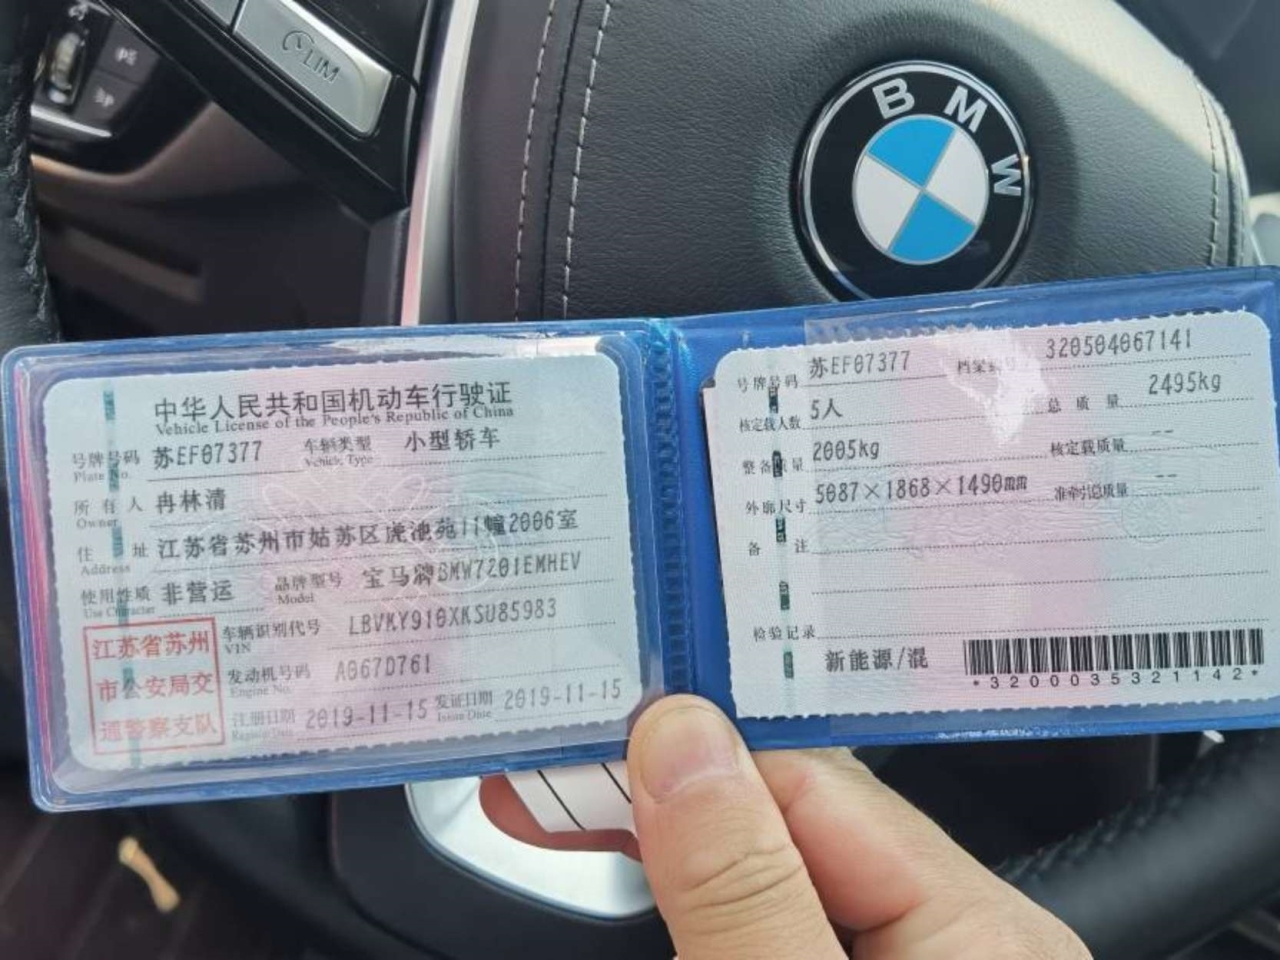 LIM
BMW
中华人民共和国机动车行驶证
Vehicle License of the People's Republic of China
号牌号码 苏EF07377 车辆类型 小型轿车
Plate No. Vehicle Type
所有人 冉林清
Owner
住址 江苏省苏州市姑苏区虎池苑11幢2006室
Address
使用性质 非营运 品牌型号 宝马牌BMW7201EMHEV
Use Character Model
江苏省苏州
市公安局交
通警察支队
车辆识别代号 LBVKY910XKSU85983
VIN
发动机号码 A067D761
Engine No.
注册日期 2019-11-15 发证日期 2019-11-15
Register Date Issue Date
号牌号码 苏EF07377 档案编号 320504067141
核定载人数 5人 总质量 2495kg
整备质量 2005kg 核定载质量 --
外廓尺寸 5087×1868×1490mm 准牵引总质量 --
备注
检验记录
新能源/混
*3200035321142*